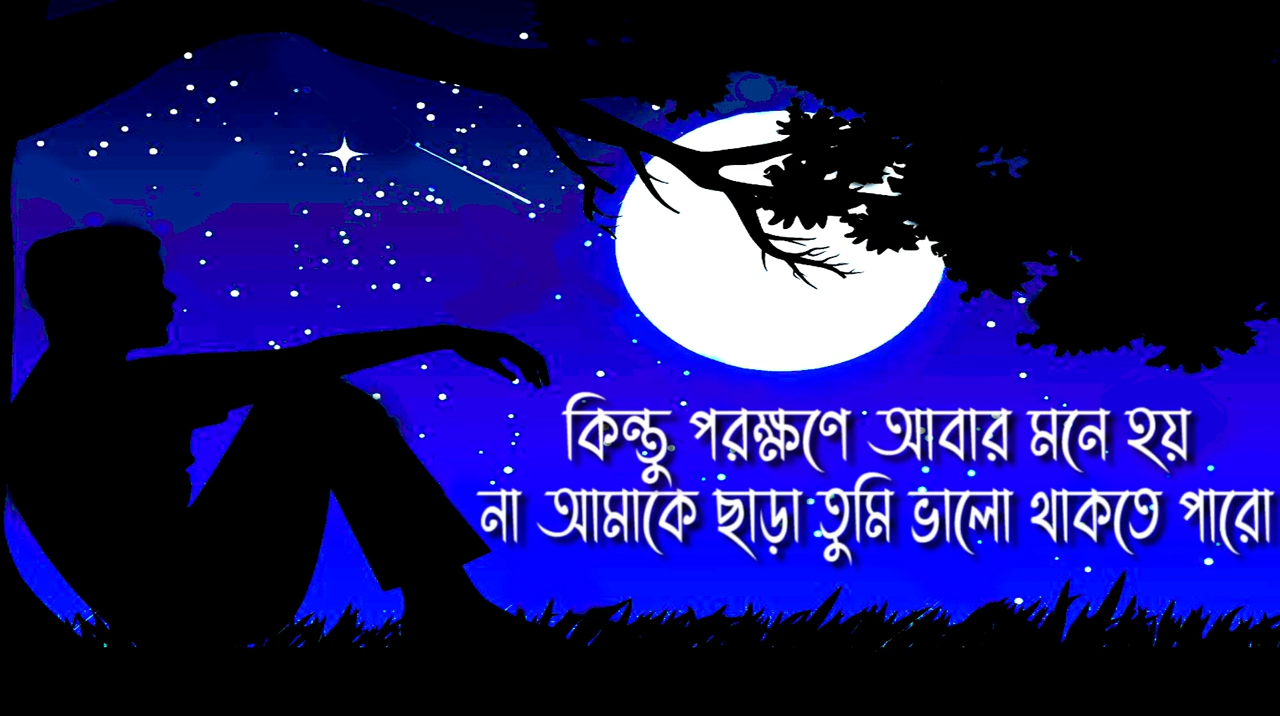 কিন্তু পরক্ষণে আবার মনে হয়
না আমাকে ছাড়া তুমি ভালো থাকতে পারো